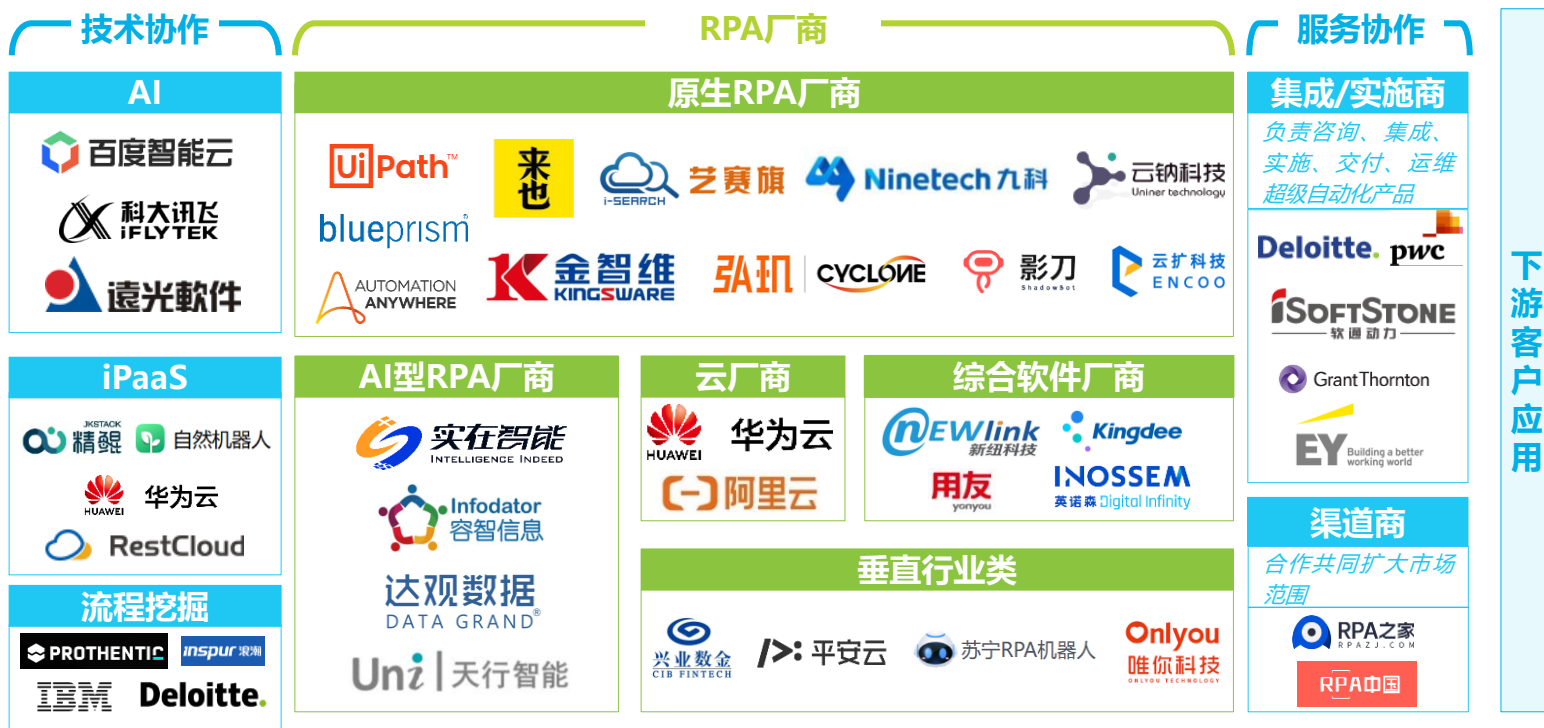 技术协作
RPA厂商
服务协作
AI
百度智能云
科大讯飞
iFLYTEK
遠光軟件
iPaaS
JKSTACK
精鲲
自然机器人
HUAWEI
华为云
RestCloud
流程挖掘
PROTHENTIC
inspur 浪潮
IBM
Deloitte.
原生RPA厂商
UiPath™
来也
i-SEARCH
艺赛旗
Ninetech九科
云钠科技
Uniner technology
blueprism®
AUTOMATION
ANYWHERE
金智维
KINGSWARE
弘玑 CYCLONE
影刀
ShadowBot
云扩科技
ENCOO
AI型RPA厂商
实在智能
INTELLIGENCE INDEED
Infodator
容智信息
达观数据
DATA GRAND®
Uni 天行智能
云厂商
HUAWEI
华为云
阿里云
综合软件厂商
NEWlink
新纽科技
Kingdee
用友
yonyou
INOSSEM
英诺森 Digital Infinity
垂直行业类
兴业数金
CIB FINTECH
平安云
苏宁RPA机器人
Onlyou
唯你科技
ONLYOU TECHNOLOGY
集成/实施商
负责咨询、集成、
实施、交付、运维
超级自动化产品
Deloitte.
pwc
iSOFTSTONE
软通动力
Grant Thornton
EY
Building a better
working world
渠道商
合作共同扩大市场
范围
RPA之家
RPAZJ.COM
RPA中国
下游客户应用